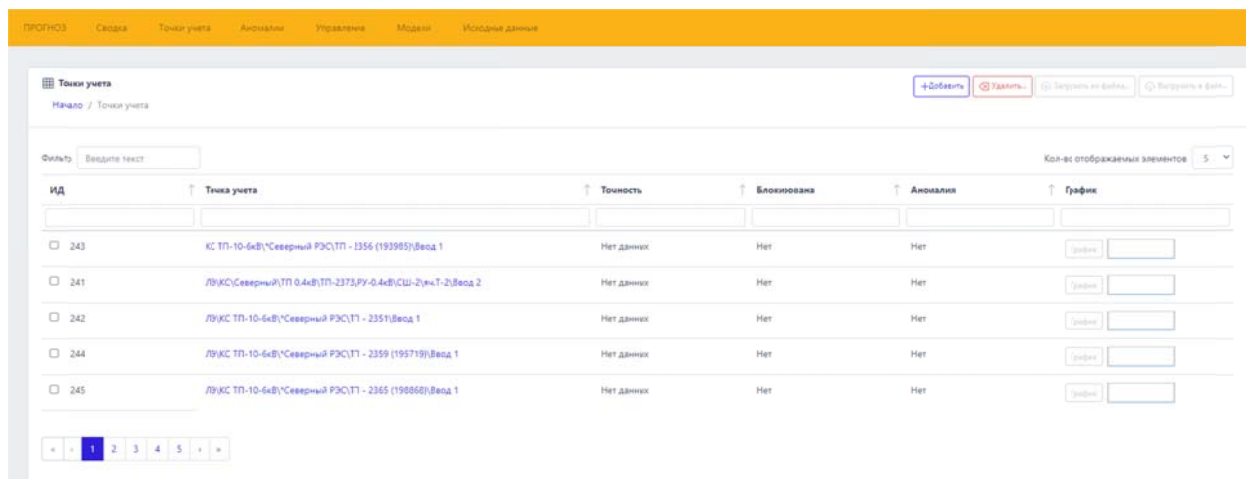 ПРОГНОЗ Сводка Точки учета Аномалии Управление Модели Исходные данные
Точки учета
Начало / Точки учета
+Добавить Удалить... Загрузить из файла... Выгрузить в файл...
Фильтр Введите текст
Кол-во отображаемых элементов 5
ИД Точка учета Точность Блокирована Аномалия График
243 КС ТП-10-6кВ\*Северный РЭС\ТП - (193985)\Ввод 1 Нет данных Нет Нет График
241 ЛЭ\КС\Северный\ТП 0.4кВ\ТП-2373,РУ-0.4кВ\СШ-2\яч.Т-2\Ввод 2 Нет данных Нет Нет График
242 ЛЭ\КС ТП-10-6кВ\*Северный РЭС\ТП - 2351\Ввод 1 Нет данных Нет Нет График
244 ЛЭ\КС ТП-10-6кВ\*Северный РЭС\ТП - 2359 (195719)\Ввод 1 Нет данных Нет Нет График
245 ЛЭ\КС ТП-10-6кВ\*Северный РЭС\ТП - 2365 (198868)\Ввод 1 Нет данных Нет Нет График
« ‹ 1 2 3 4 5 › »